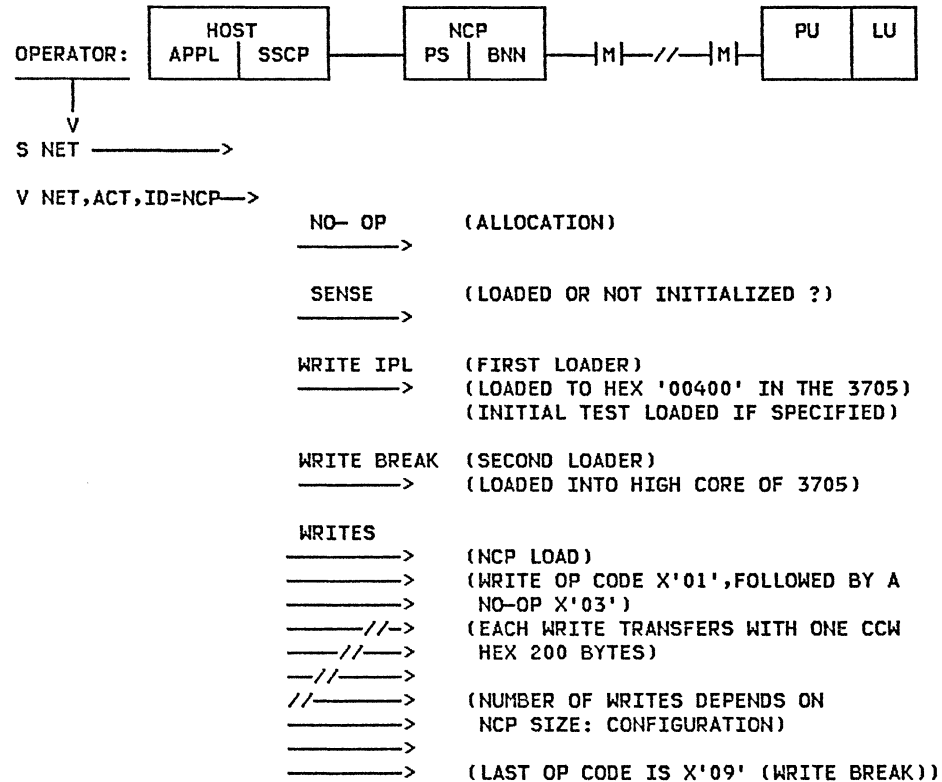 HOST NCP PU LU
OPERATOR: APPL SSCP PS BNN M // M
V
S NET
V NET,ACT,ID=NCP
NO- OP (ALLOCATION)
SENSE (LOADED OR NOT INITIALIZED ?)
WRITE IPL (FIRST LOADER)
(LOADED TO HEX '00400' IN THE 3705)
(INITIAL TEST LOADED IF SPECIFIED)
WRITE BREAK (SECOND LOADER)
(LOADED INTO HIGH CORE OF 3705)
WRITES
(NCP LOAD)
(WRITE OP CODE X'01',FOLLOWED BY A
NO-OP X'03')
(EACH WRITE TRANSFERS WITH ONE CCW
HEX 200 BYTES)
(NUMBER OF WRITES DEPENDS ON
NCP SIZE: CONFIGURATION)
(LAST OP CODE IS X'09' (WRITE BREAK))